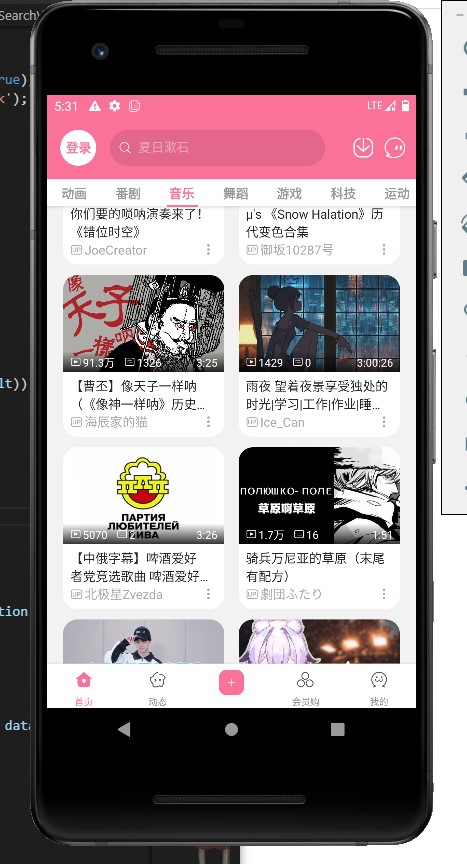 Search
rue)
k');
5:31
LTE
登录
夏日漱石
动画 番剧 音乐 舞蹈 游戏 科技 运动
你们要的唢呐演奏来了！
《错位时空》
UP JoeCreator
μ's 《Snow Halation》历
代变色合集
UP 御坂10287号
像
天子
一樣吶
91.3万 1326 3:25
【曹丕】像天子一样呐
（《像神一样呐》历史...
UP 海辰家的猫
1429 0 3:00:26
雨夜 望着夜景享受独处的
时光|学习|工作|作业|睡...
UP Ice_Can
lt))
ПАРТИЯ
ЛЮБИТЕЛЕЙ
ПИВА
5070 2 3:26
【中俄字幕】啤酒爱好
者党竞选歌曲 啤酒爱好...
UP 北极星Zvezda
ПОЛЮШКО- ПОЛЕ
草原啊草原
1.7万 16 1:51
骑兵万尼亚的草原（末尾
有配方）
UP 劇団ふたり
tion
data
首页 动态 + 会员购 我的